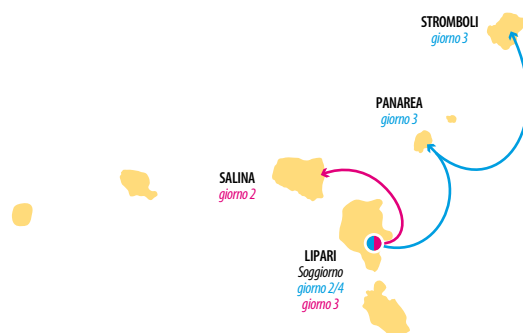 STROMBOLI
giorno 3
PANAREA
giorno 3
SALINA
giorno 2
LIPARI
Soggiorno
giorno 2/4
giorno 3